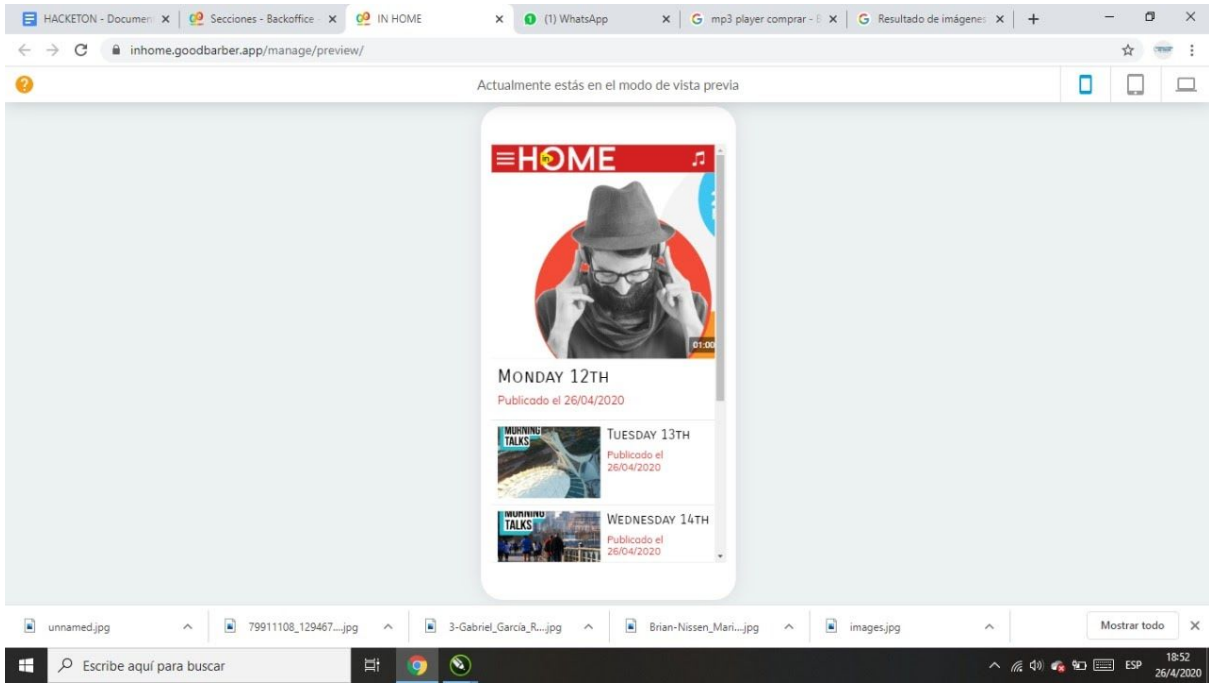 HACKETON - Documen
Secciones - Backoffice
IN HOME
(1) WhatsApp
mp3 player comprar - B
Resultado de imágenes
inhome.goodbarber.app/manage/preview/
Actualmente estás en el modo de vista previa
HOME
in
01:00
MONDAY 12TH
Publicado el 26/04/2020
MORNING
TALKS
TUESDAY 13TH
Publicado el
26/04/2020
MORNING
TALKS
WEDNESDAY 14TH
Publicado el
26/04/2020
unnamed.jpg
79911108_129467....jpg
3-Gabriel_García_R....jpg
Brian-Nissen_Mari....jpg
images.jpg
Mostrar todo
Escribe aquí para buscar
ESP
18:52
26/4/2020